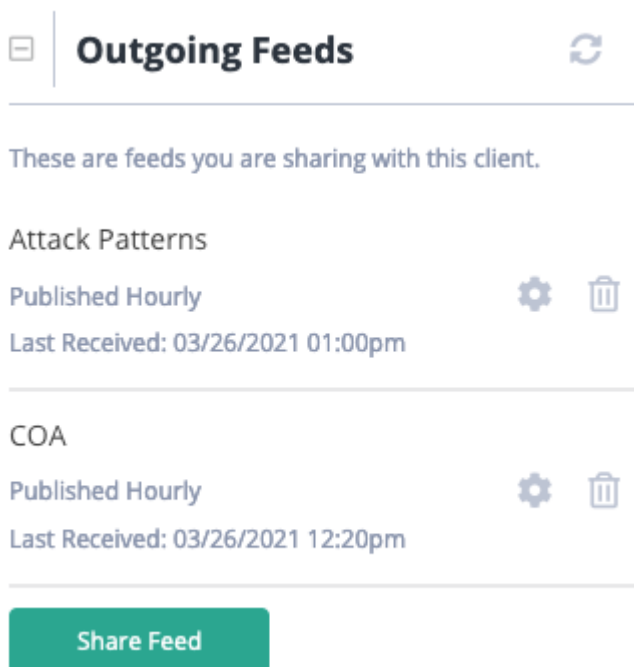 Outgoing Feeds
These are feeds you are sharing with this client.
Attack Patterns
Published Hourly
Last Received: 03/26/2021 01:00pm
COA
Published Hourly
Last Received: 03/26/2021 12:20pm
Share Feed